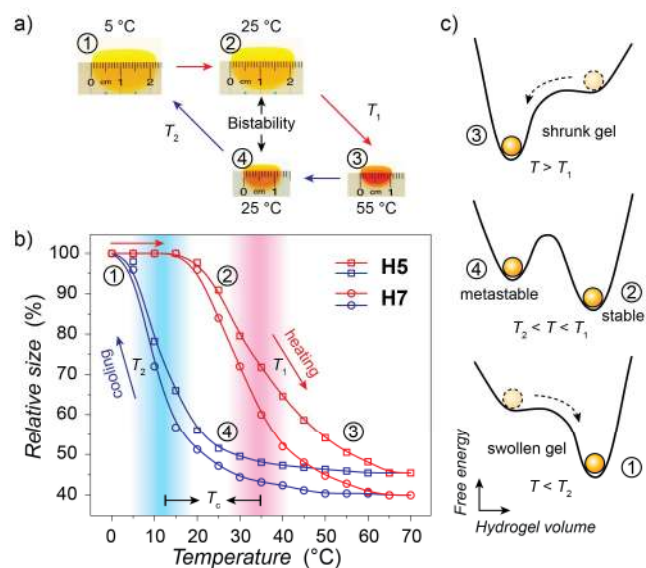 a)
5 °C
25 °C
①
②
0 cm 1 2
0 cm 1 2
T₁
T₂
Bistability
④
③
0 cm 1
0 cm 1
25 °C
55 °C
b)
Relative size (%)
100
90
80
70
60
50
40
①
②
H5
H7
cooling
T₂
T₁
heating
④
③
T_c
0 10 20 30 40 50 60 70
Temperature (°C)
c)
③
shrunk gel
T > T₁
④
metastable
②
stable
T₂ < T < T₁
swollen gel
①
T < T₂
Free energy
Hydrogel volume